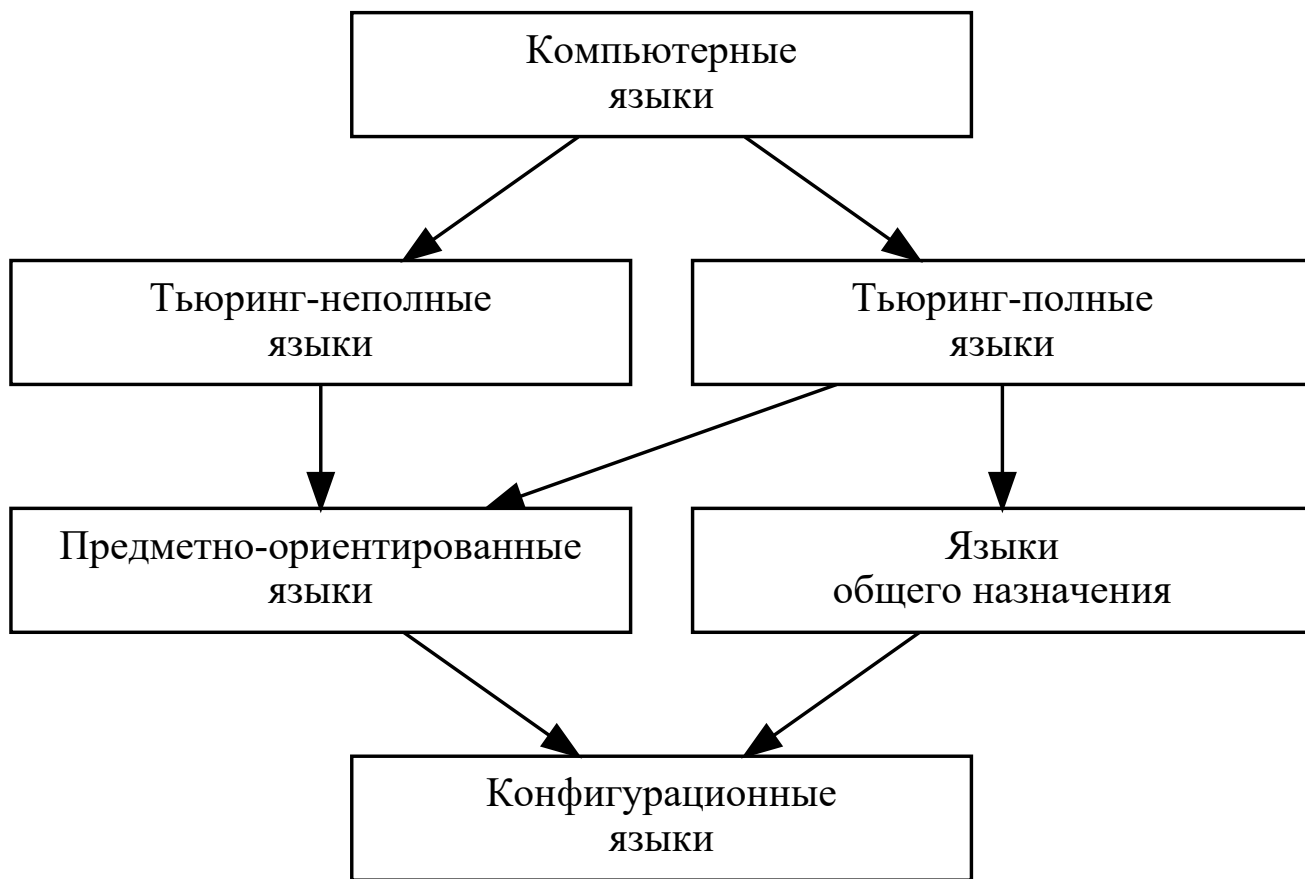 Компьютерные
языки
Тьюринг-неполные
языки
Тьюринг-полные
языки
Предметно-ориентированные
языки
Языки
общего назначения
Конфигурационные
языки